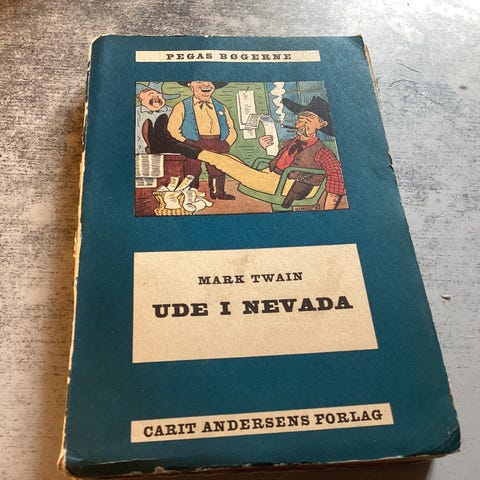 PEGAS BØGERNE
MARK TWAIN
UDE I NEVADA
CARIT ANDERSENS FORLAG